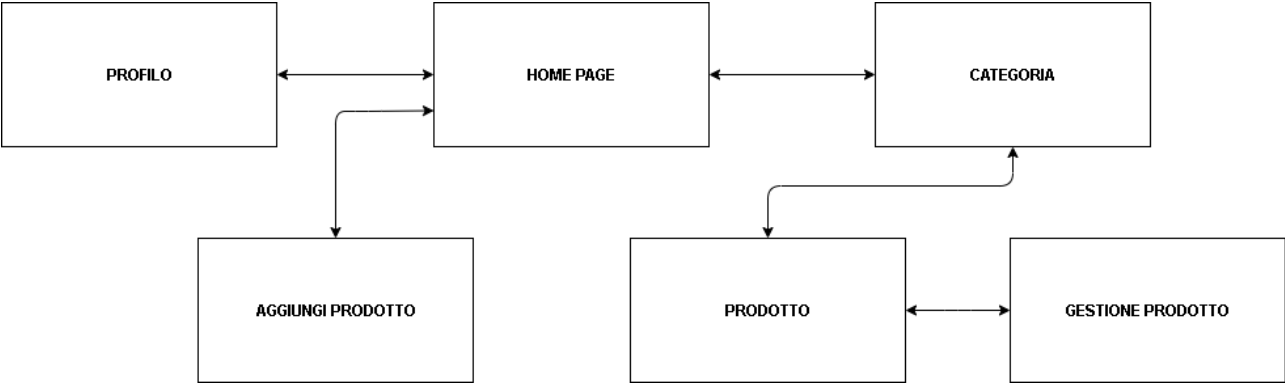 PROFILO
HOME PAGE
CATEGORIA
AGGIUNGI PRODOTTO
PRODOTTO
GESTIONE PRODOTTO